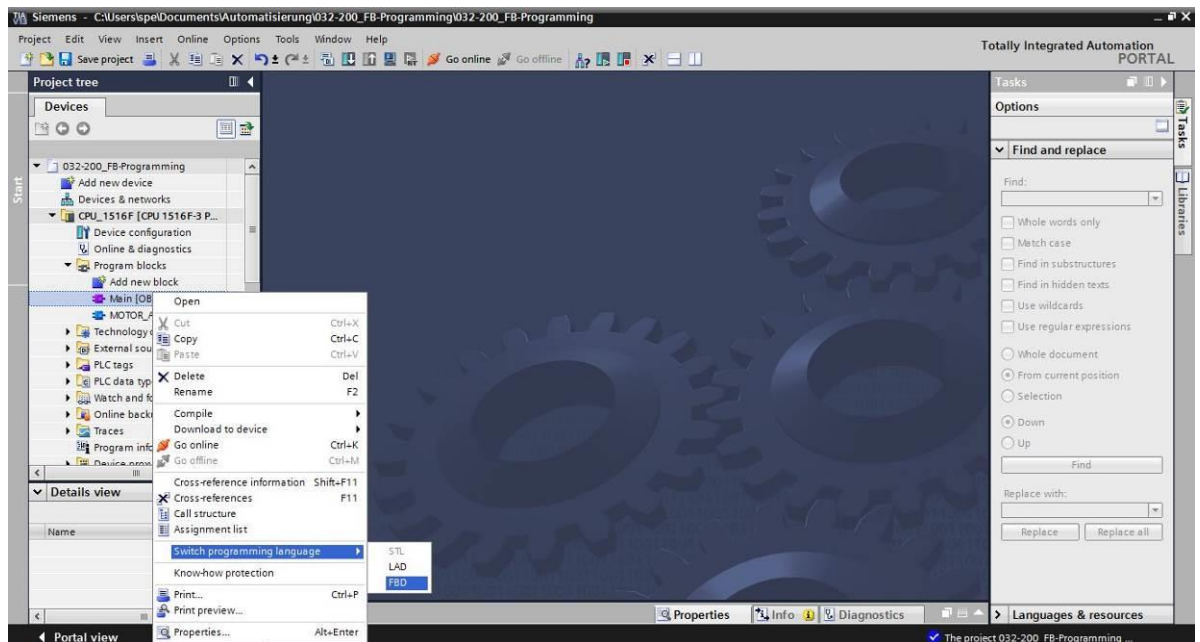 Siemens - C:\Users\spe\Documents\Automatisierung\032-200_FB-Programming\032-200_FB-Programming
Project Edit View Insert Online Options Tools Window Help
Totally Integrated Automation
PORTAL
Save project Go online Go offline
Project tree
Devices
Start
032-200_FB-Programming
Add new device
Devices & networks
CPU_1516F [CPU 1516F-3 P...
Device configuration
Online & diagnostics
Program blocks
Add new block
Main [OB
MOTOR_A
Technology
External sou
PLC tags
PLC data typ
Watch and fo
Online back
Traces
Program info
Device prox
Details view
Name
Portal view
Open
Cut Ctrl+X
Copy Ctrl+C
Paste Ctrl+V
Delete Del
Rename F2
Compile
Download to device
Go online Ctrl+K
Go offline Ctrl+M
Cross-reference information Shift+F11
Cross-references F11
Call structure
Assignment list
Switch programming language
Know-how protection
Print... Ctrl+P
Print preview...
Properties... Alt+Enter
STL
LAD
FBD
Properties Info Diagnostics
Tasks
Options
Find and replace
Find:
Whole words only
Match case
Find in substructures
Find in hidden texts
Use wildcards
Use regular expressions
Whole document
From current position
Selection
Down
Up
Find
Replace with:
Replace Replace all
Languages & resources
Tasks
Libraries
The project 032-200_FB-Programming ...